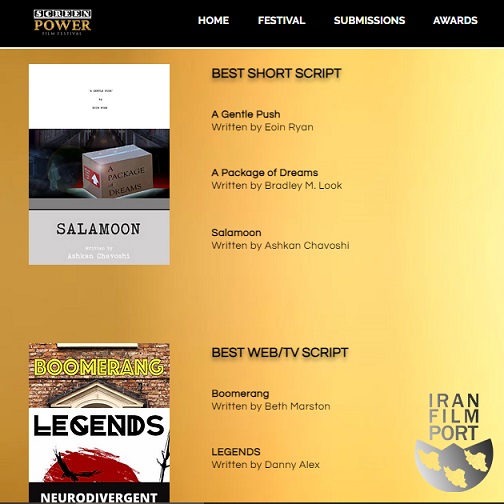 SCREEN
POWER
FILM FESTIVAL
HOME
FESTIVAL
SUBMISSIONS
AWARDS
'A GENTLE PUSH'
by
EOIN RYAN
A
PACKAGE
of
DREAMS
SALAMOON
written by
Ashkan Chavoshi
BEST SHORT SCRIPT
A Gentle Push
Written by Eoin Ryan
A Package of Dreams
Written by Bradley M. Look
Salamoon
Written by Ashkan Chavoshi
BOOMERANG
LEGENDS
NEURODIVERGENT
BEST WEB/TV SCRIPT
Boomerang
Written by Beth Marston
LEGENDS
Written by Danny Alex
IRAN
FILM
PORT